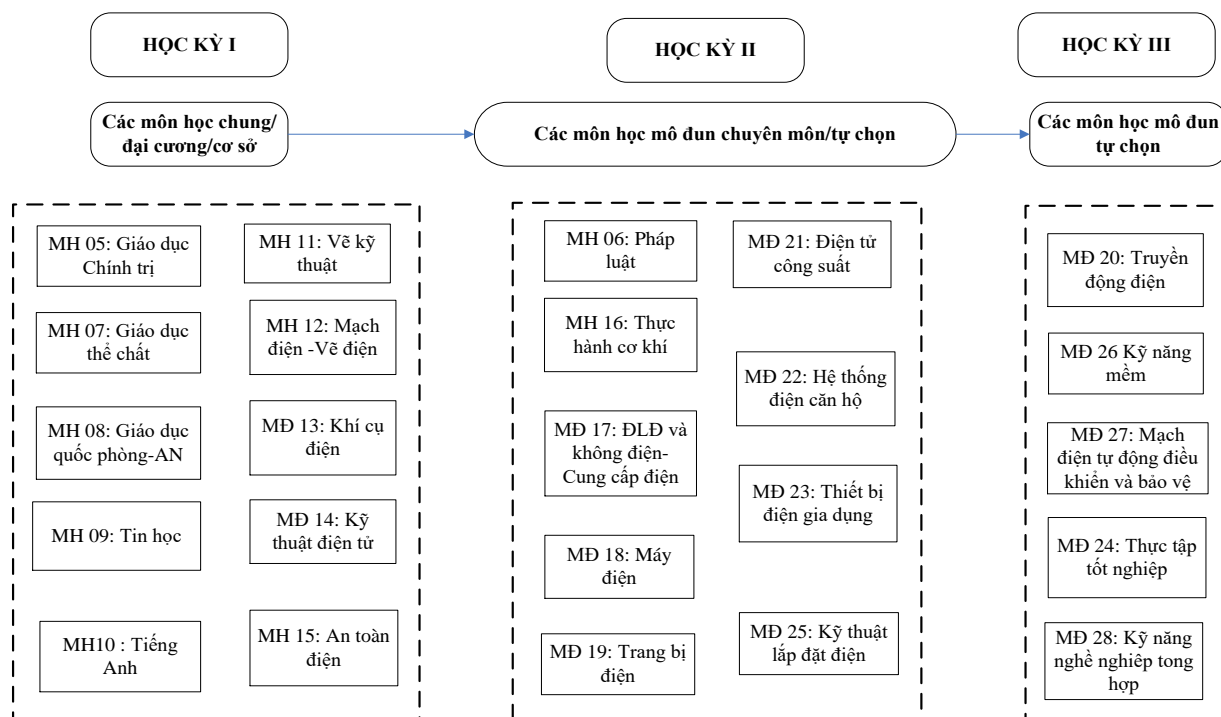 HỌC KỲ I
HỌC KỲ II
HỌC KỲ III
Các môn học chung/
đại cương/cơ sở
Các môn học mô đun chuyên môn/tự chọn
Các môn học mô đun
tự chọn
MH 05: Giáo dục
Chính trị
MH 07: Giáo dục
thể chất
MH 08: Giáo dục
quốc phòng-AN
MH 09: Tin học
MH10 : Tiếng
Anh
MH 11: Vẽ kỹ
thuật
MH 12: Mạch
điện -Vẽ điện
MĐ 13: Khí cụ
điện
MĐ 14: Kỹ
thuật điện tử
MH 15: An toàn
điện
MH 06: Pháp
luật
MH 16: Thực
hành cơ khí
MĐ 17: ĐLĐ và
không điện-
Cung cấp điện
MĐ 18: Máy
điện
MĐ 19: Trang bị
điện
MĐ 21: Điện tử
công suất
MĐ 22: Hệ thống
điện căn hộ
MĐ 23: Thiết bị
điện gia dụng
MĐ 25: Kỹ thuật
lắp đặt điện
MĐ 20: Truyền
động điện
MĐ 26 Kỹ năng
mềm
MĐ 27: Mạch
điện tự động điều
khiển và bảo vệ
MĐ 24: Thực tập
tốt nghiệp
MĐ 28: Kỹ năng
nghề nghiêp tong
hợp